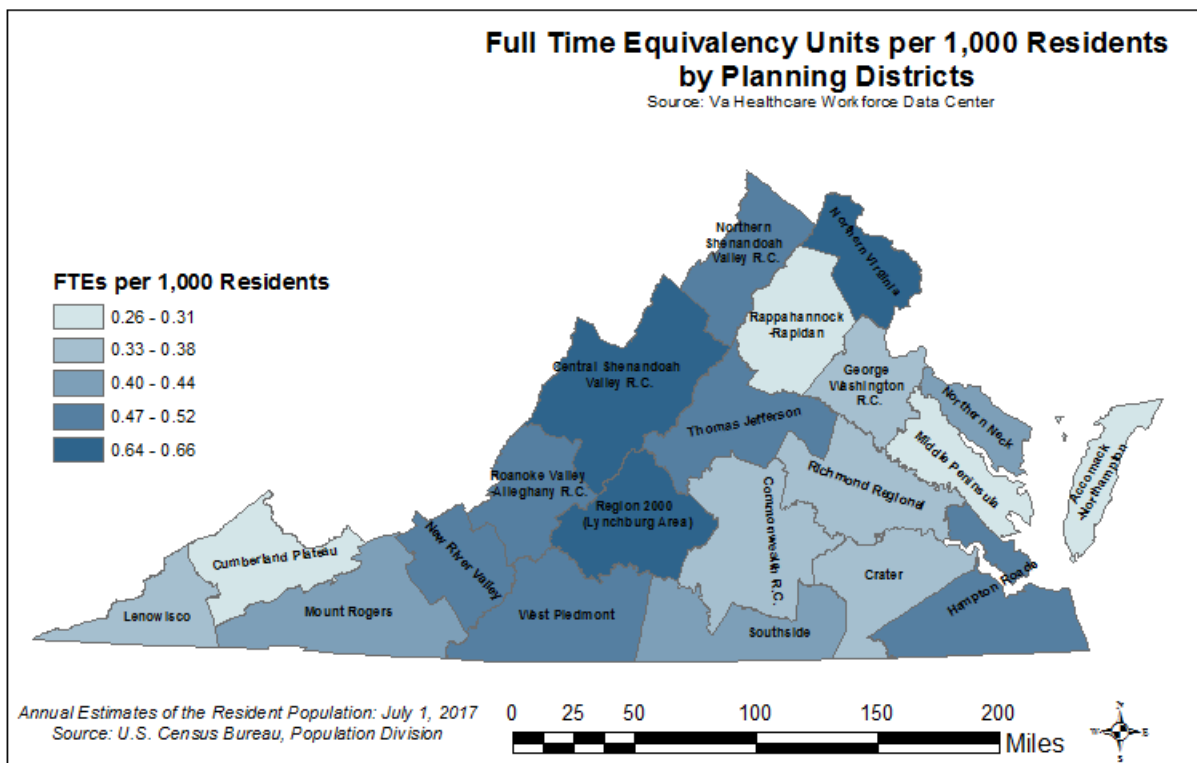 Full Time Equivalency Units per 1,000 Residents
by Planning Districts
Source: Va Healthcare Workforce Data Center
FTEs per 1,000 Residents
0.26 - 0.31
0.33 - 0.38
0.40 - 0.44
0.47 - 0.52
0.64 - 0.66
Northern
Shenandoah
Valley R.C.
Northern Virginia
Rappahannock
-Rapidan
Central Shenandoah
Valley R.C.
George
Washington
R.C.
Northern Neck
Thomas Jefferson
Middle Peninsula
Accomack
-Northampton
Roanoke Valley
-Alleghany R.C.
Richmond Regional
Region 2000
(Lynchburg Area)
Commonwealth R.C.
Cumberland Plateau
New River Valley
Crater
Hampton Roads
Lenowisco
Mount Rogers
West Piedmont
Southside
Annual Estimates of the Resident Population: July 1, 2017
Source: U.S. Census Bureau, Population Division
0 25 50 100 150 200
Miles
N
W E
S